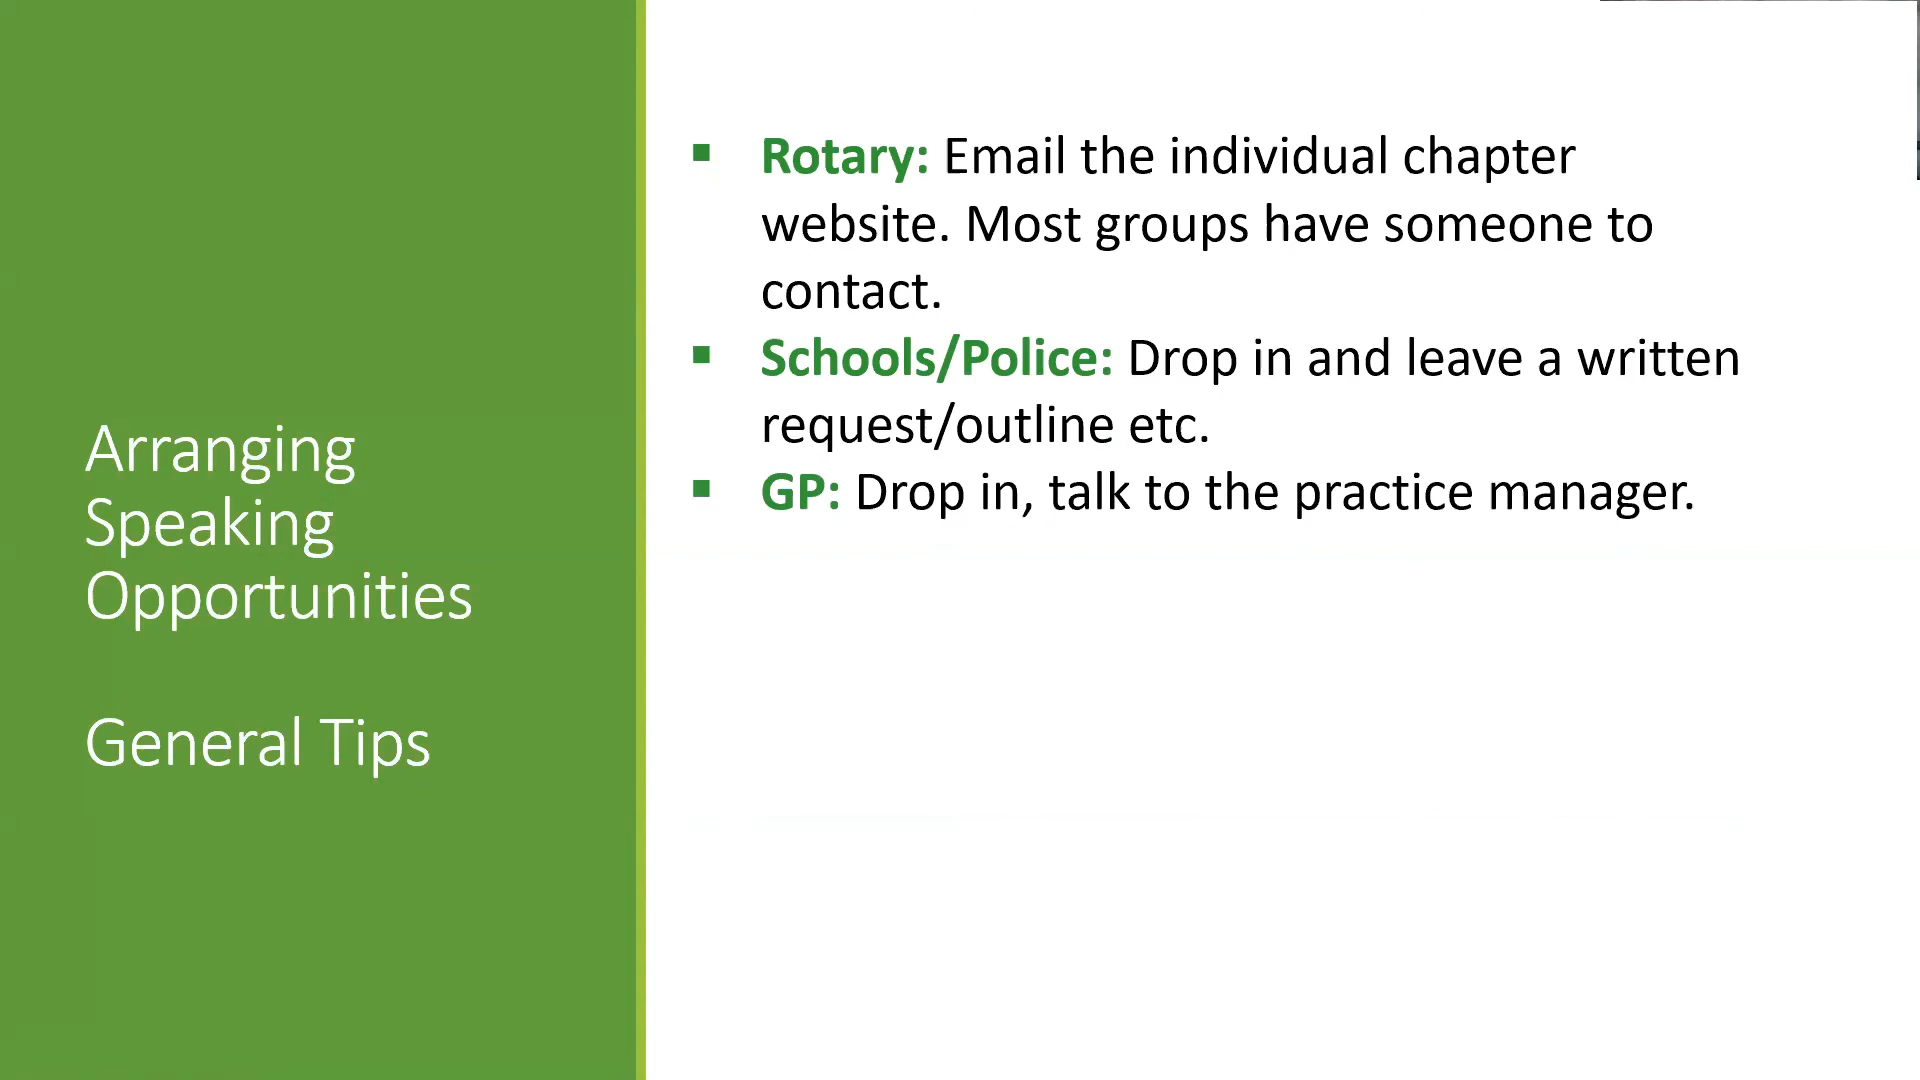 Arranging
Speaking
Opportunities
General Tips
Rotary: Email the individual chapter
website. Most groups have someone to
contact.
Schools/Police: Drop in and leave a written
request/outline etc.
GP: Drop in, talk to the practice manager.